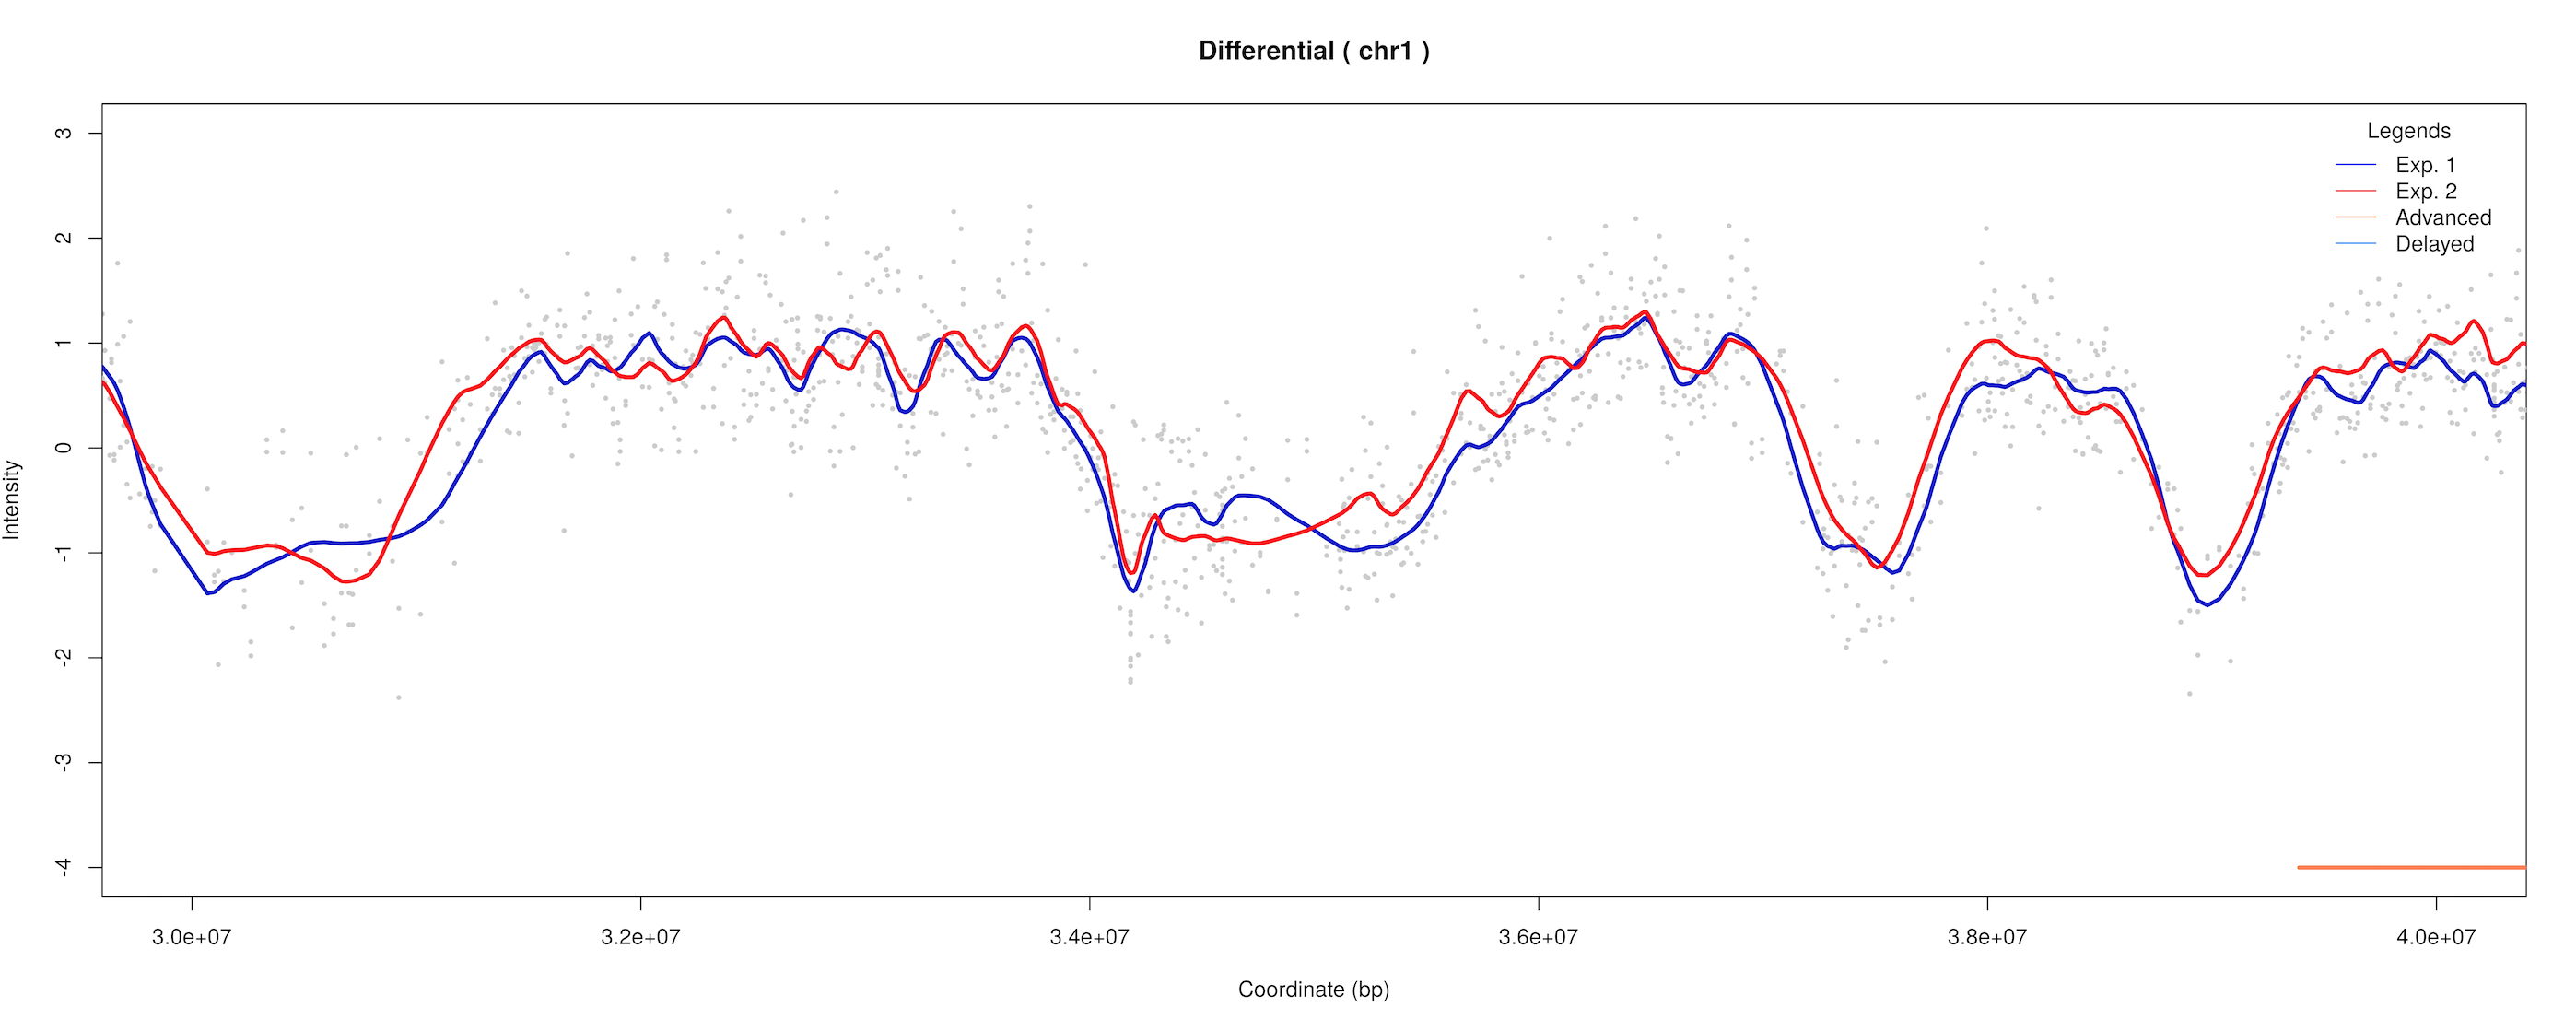 Differential ( chr1 )
Legends
Exp. 1
Exp. 2
Advanced
Delayed
3
2
1
0
-1
-2
-3
-4
Intensity
3.0e+07 3.2e+07 3.4e+07 3.6e+07 3.8e+07 4.0e+07
Coordinate (bp)